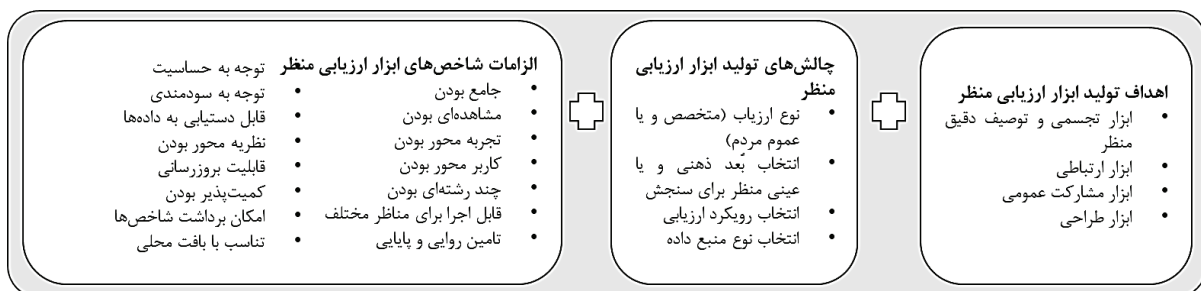 اهداف تولید ابزار ارزیابی منظر
• ابزار تجسمی و توصیف دقیق
منظر
• ابزار ارتباطی
• ابزار مشارکت عمومی
• ابزار طراحی
چالش‌های تولید ابزار ارزیابی
منظر
• نوع ارزیاب (متخصص و یا
عموم مردم)
• انتخاب بُعد ذهنی و یا
عینی منظر برای سنجش
• انتخاب رویکرد ارزیابی
• انتخاب نوع منبع داده
الزامات شاخص‌های ابزار ارزیابی منظر
• جامع بودن
• مشاهده‌ای بودن
• تجربه محور بودن
• کاربر محور بودن
• چند رشته‌ای بودن
• قابل اجرا برای مناظر مختلف
• تامین روایی و پایایی
• توجه به حساسیت
• توجه به سودمندی
• قابل دستیابی به داده‌ها
• نظریه محور بودن
• قابلیت بروزرسانی
• کمیت‌پذیر بودن
• امکان برداشت شاخص‌ها
• تناسب با بافت محلی